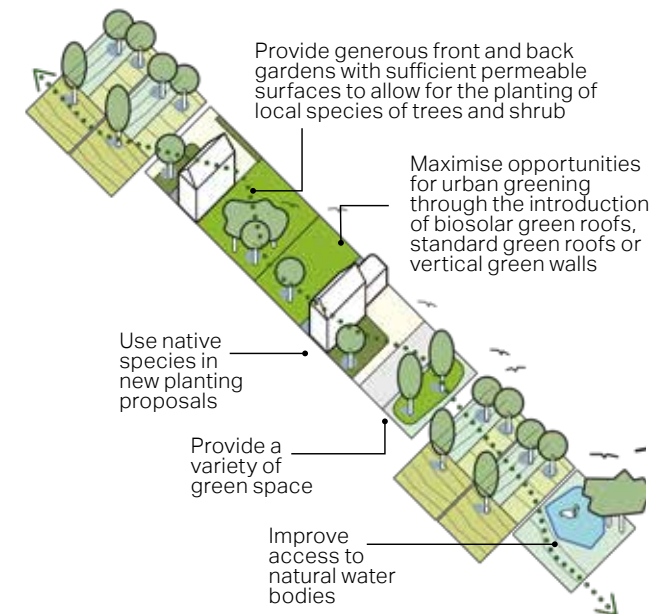 Provide generous front and back
gardens with sufficient permeable
surfaces to allow for the planting of
local species of trees and shrub
Maximise opportunities
for urban greening
through the introduction
of biosolar green roofs,
standard green roofs or
vertical green walls
Use native
species in
new planting
proposals
Provide a
variety of
green space
Improve
access to
natural water
bodies